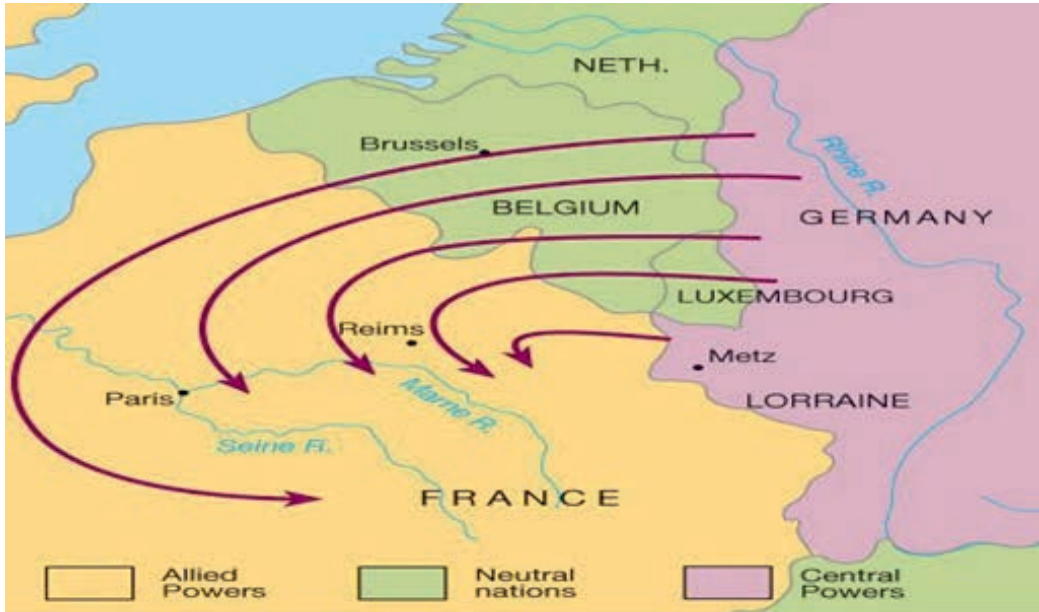 NETH.
Brussels
Rhine R.
BELGIUM
GERMANY
LUXEMBOURG
Reims
Metz
Paris
Marne R.
LORRAINE
Seine R.
FRANCE
Allied
Powers
Neutral
nations
Central
Powers